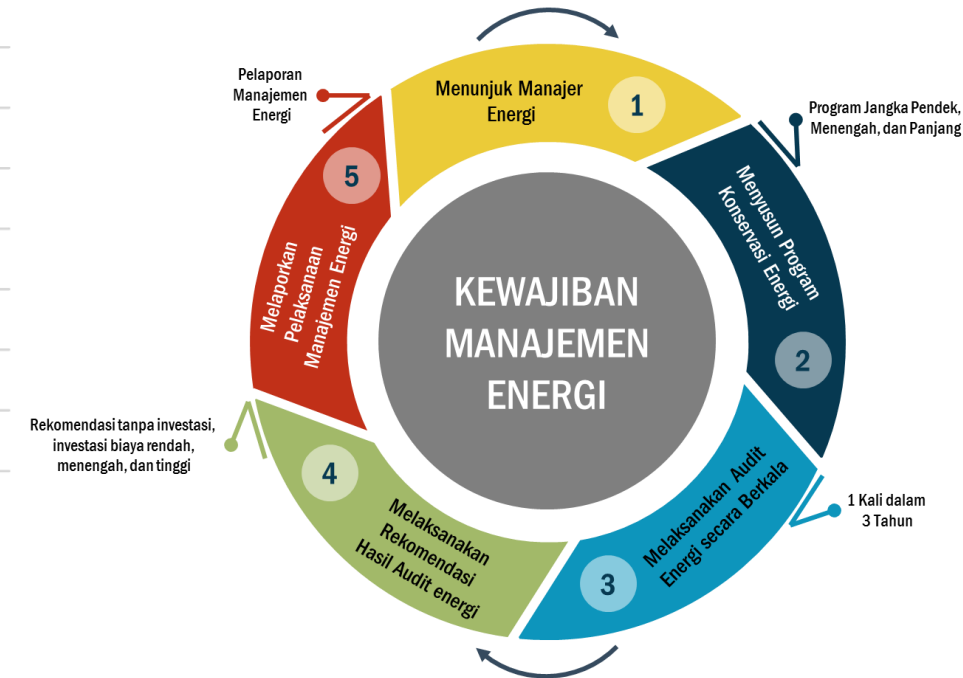 KEWAJIBAN
MANAJEMEN
ENERGI
Menunjuk Manajer
Energi
1
Program Jangka Pendek,
Menengah, dan Panjang
Menyusun Program
Konservasi Energi
2
1 Kali dalam
3 Tahun
Melaksanakan Audit
Energi secara Berkala
3
Melaksanakan
Rekomendasi
Hasil Audit energi
4
Rekomendasi tanpa investasi,
investasi biaya rendah,
menengah, dan tinggi
Melaporkan
Pelaksanaan
Manajemen Energi
5
Pelaporan
Manajemen
Energi